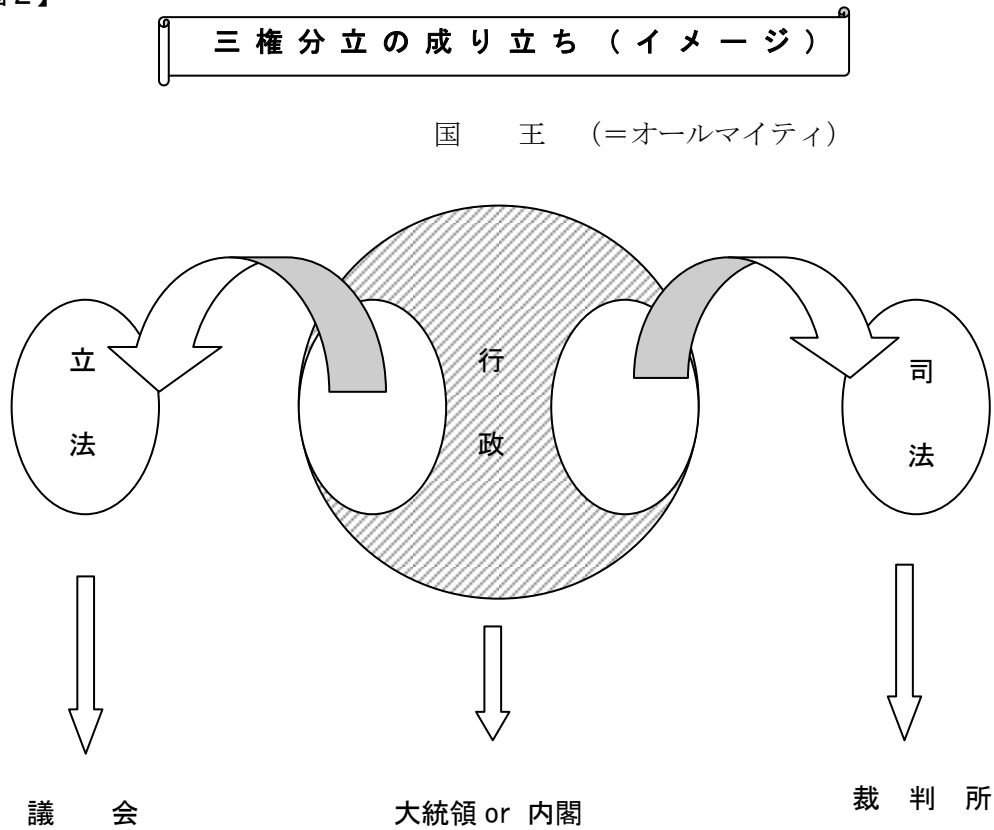 2】
三権分立の成り立ち（イメージ）
国　王　（＝オールマイティ）
立法
行政
司法
議　会
大統領 or 内閣
裁　判　所